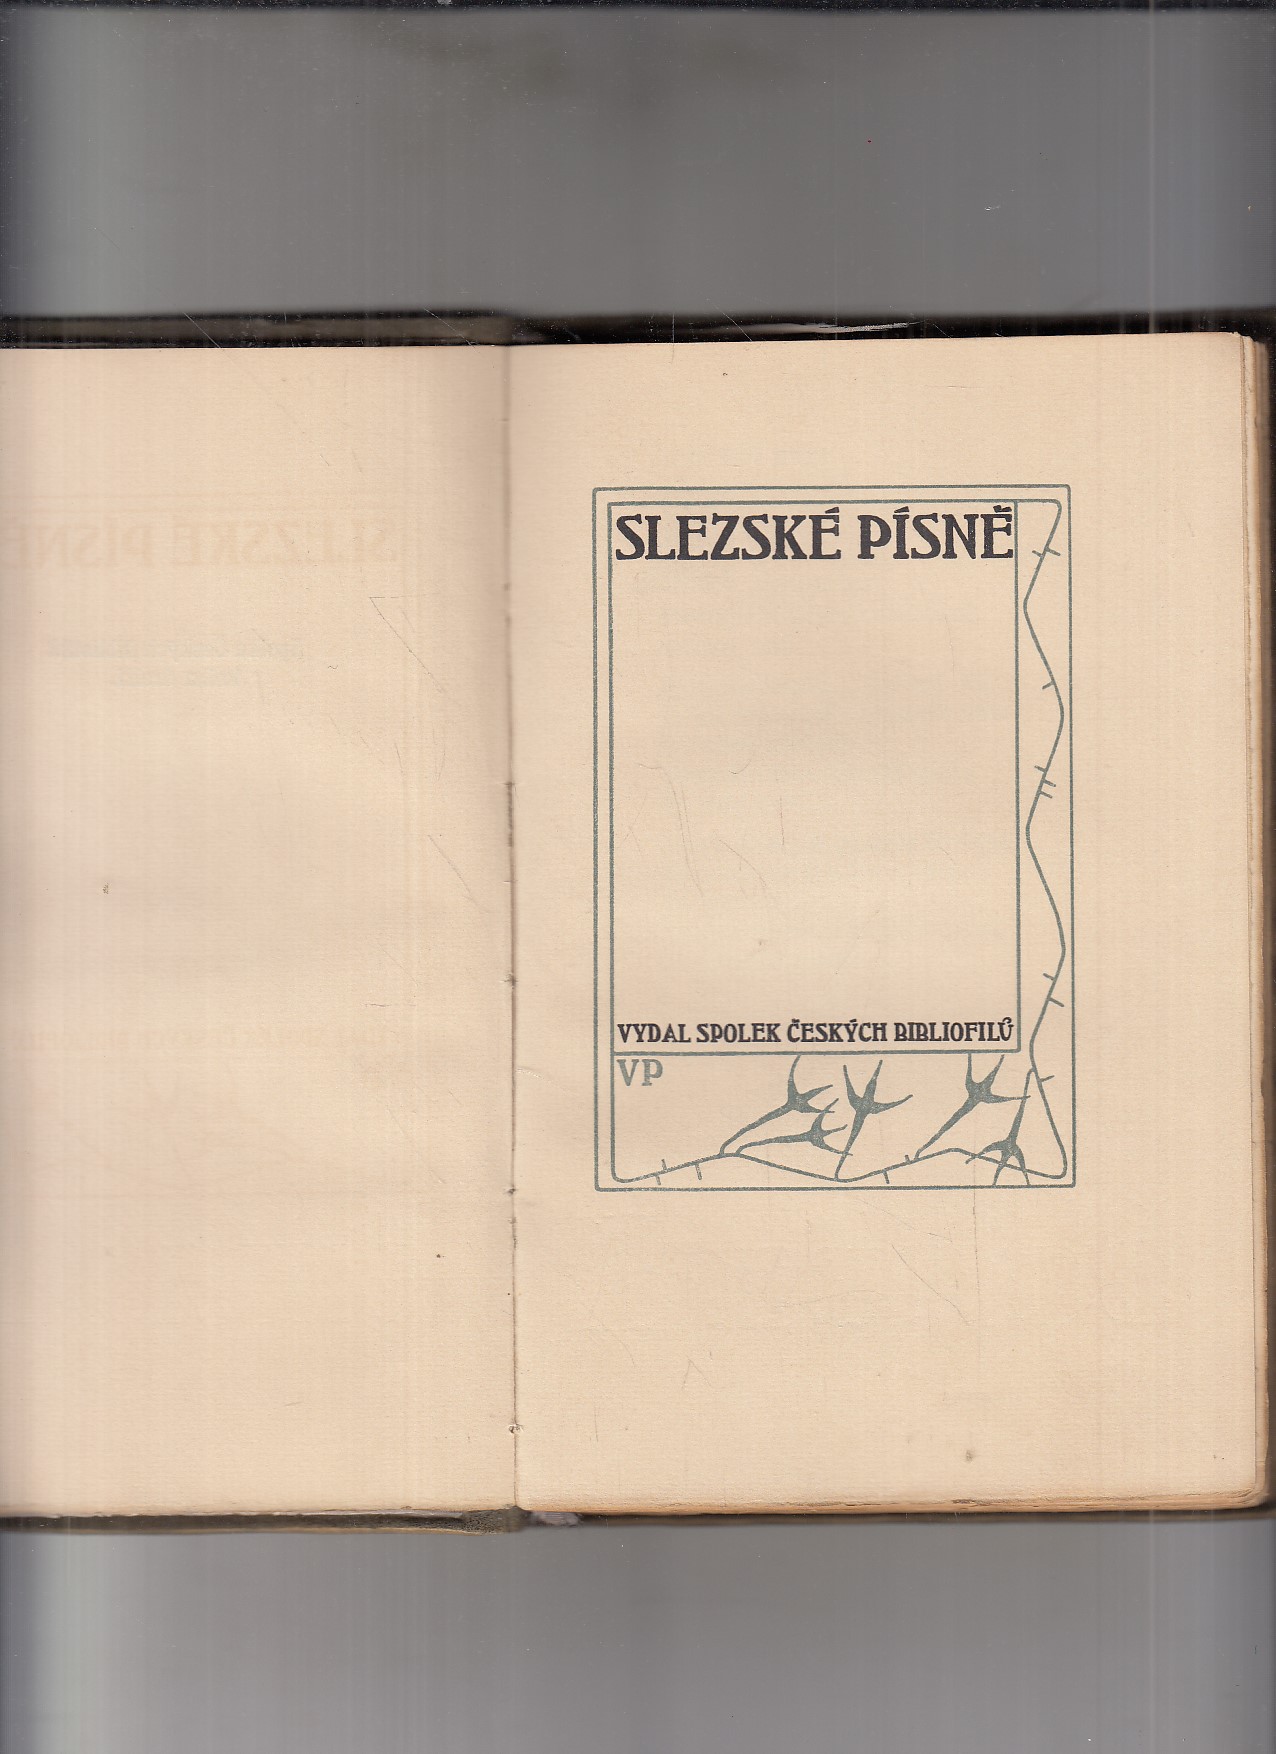 SLEZSKÉ PÍSNĚ
VYDAL SPOLEK ČESKÝCH BIBLIOFILŮ
VP